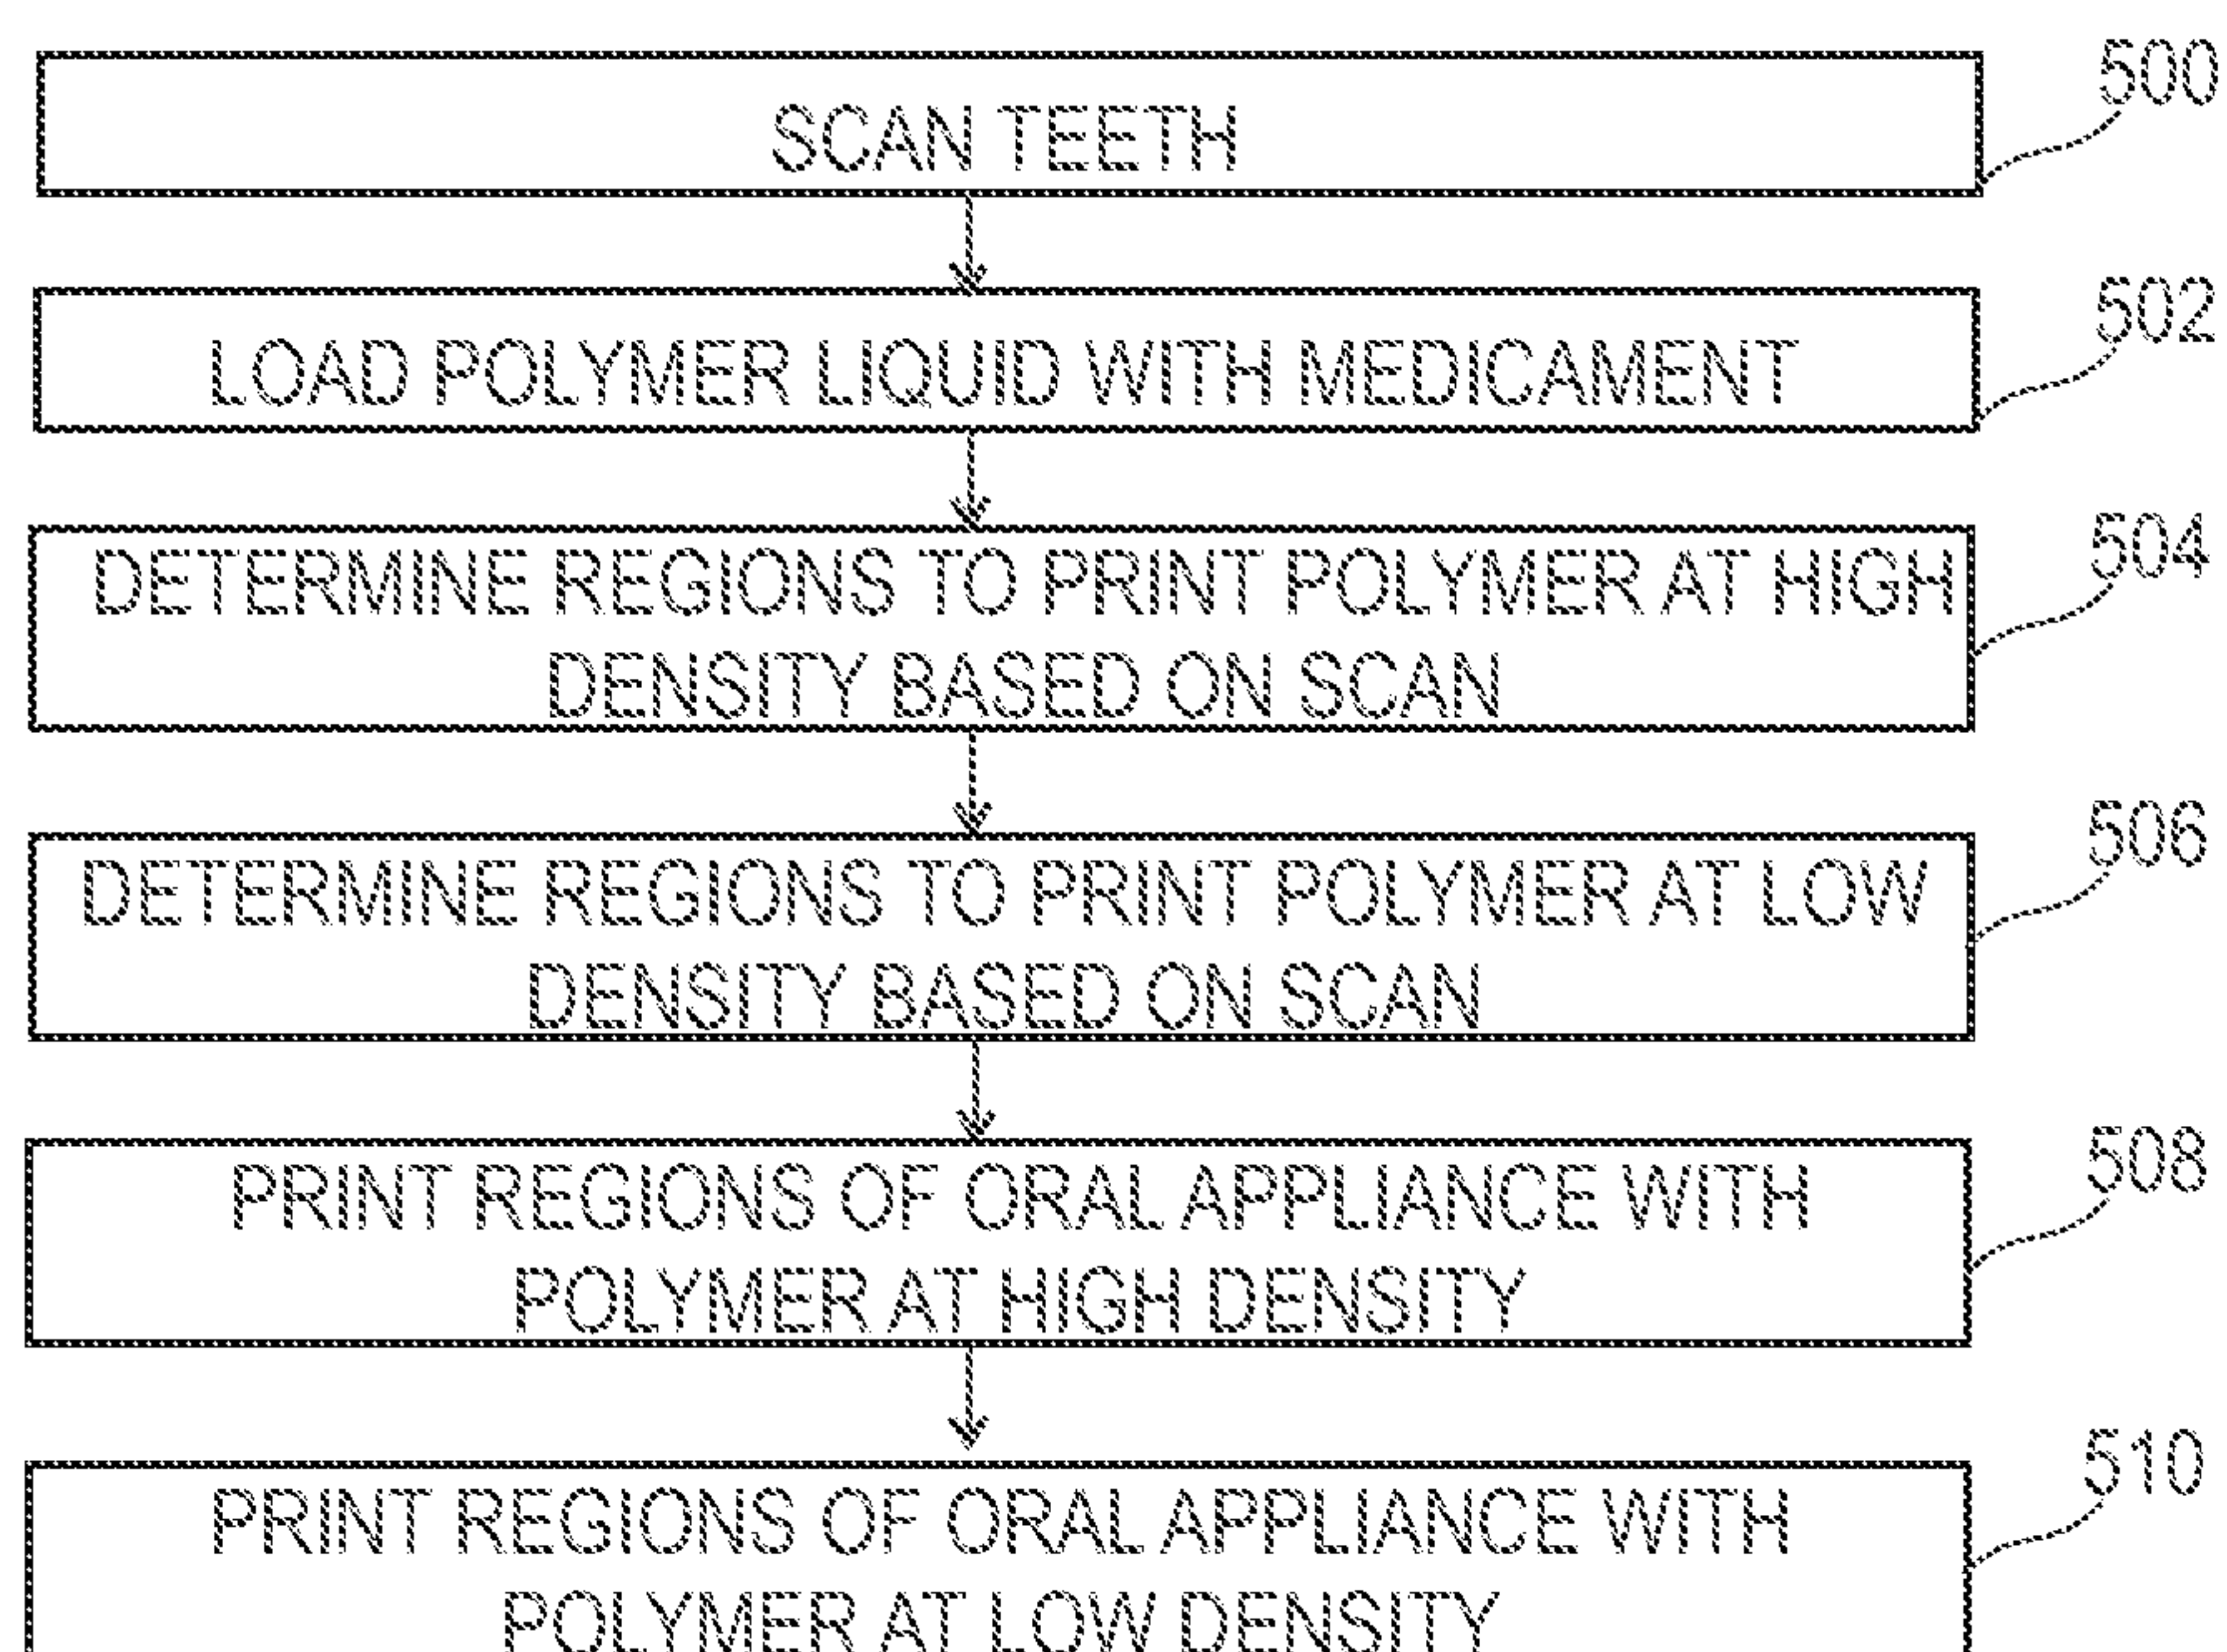 SCAN TEETH
500
LOAD POLYMER LIQUID WITH MEDICAMENT
502
DETERMINE REGIONS TO PRINT POLYMER AT HIGH
DENSITY BASED ON SCAN
504
DETERMINE REGIONS TO PRINT POLYMER AT LOW
DENSITY BASED ON SCAN
506
PRINT REGIONS OF ORAL APPLIANCE WITH
POLYMER AT HIGH DENSITY
508
PRINT REGIONS OF ORAL APPLIANCE WITH
POLYMER AT LOW DENSITY
510